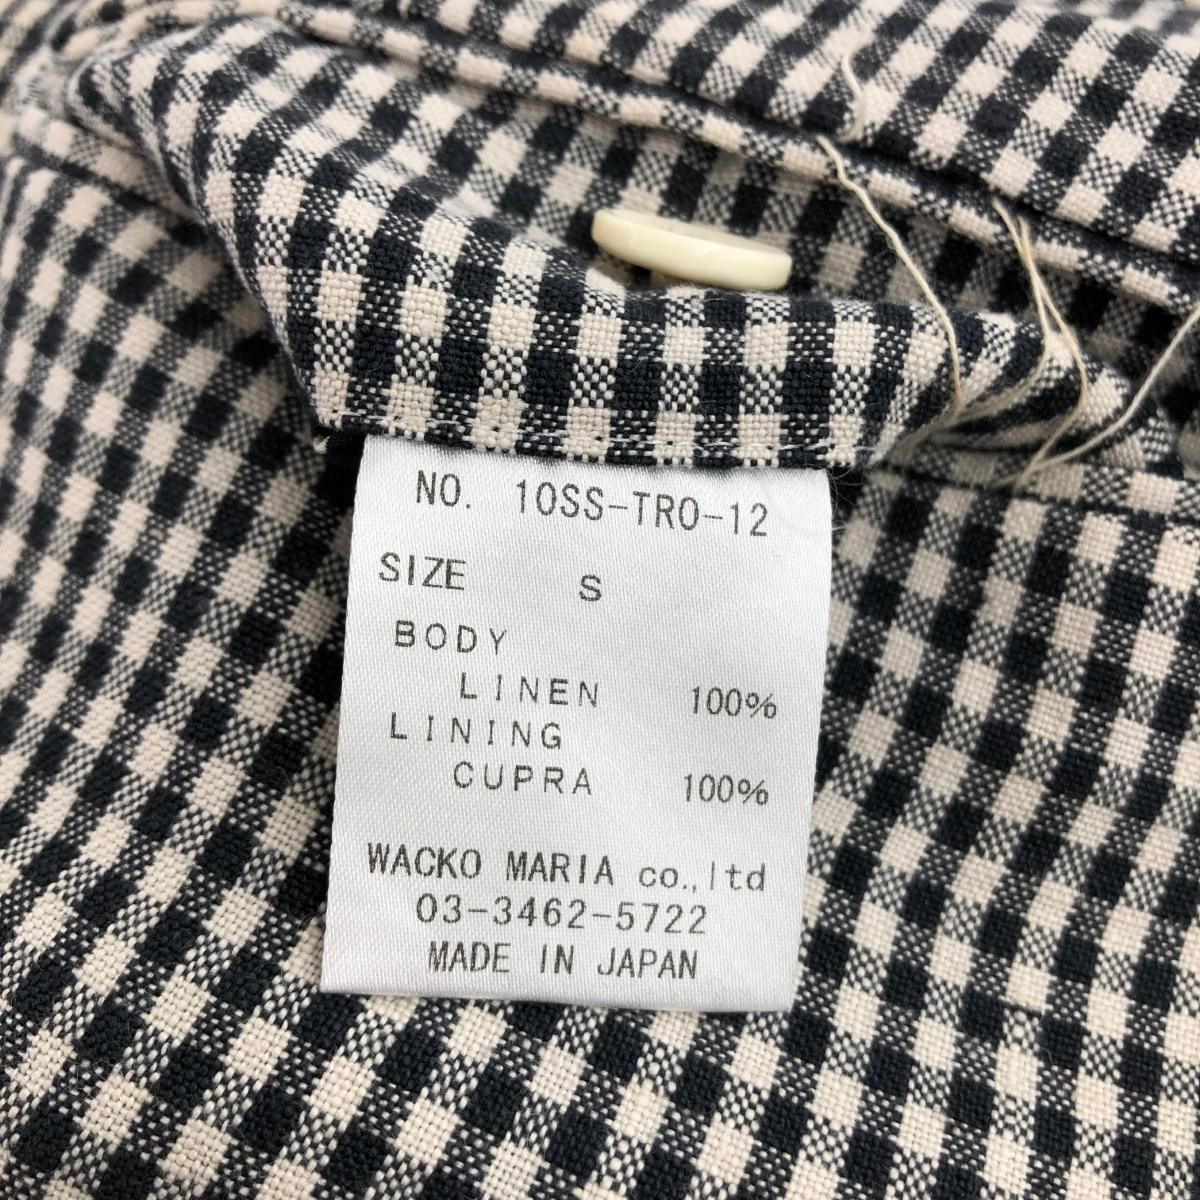 NO. 10SS-TRO-12
SIZE S
BODY
LINEN 100%
LINING
CUPRA 100%
WACKO MARIA co.,ltd
03-3462-5722
MADE IN JAPAN